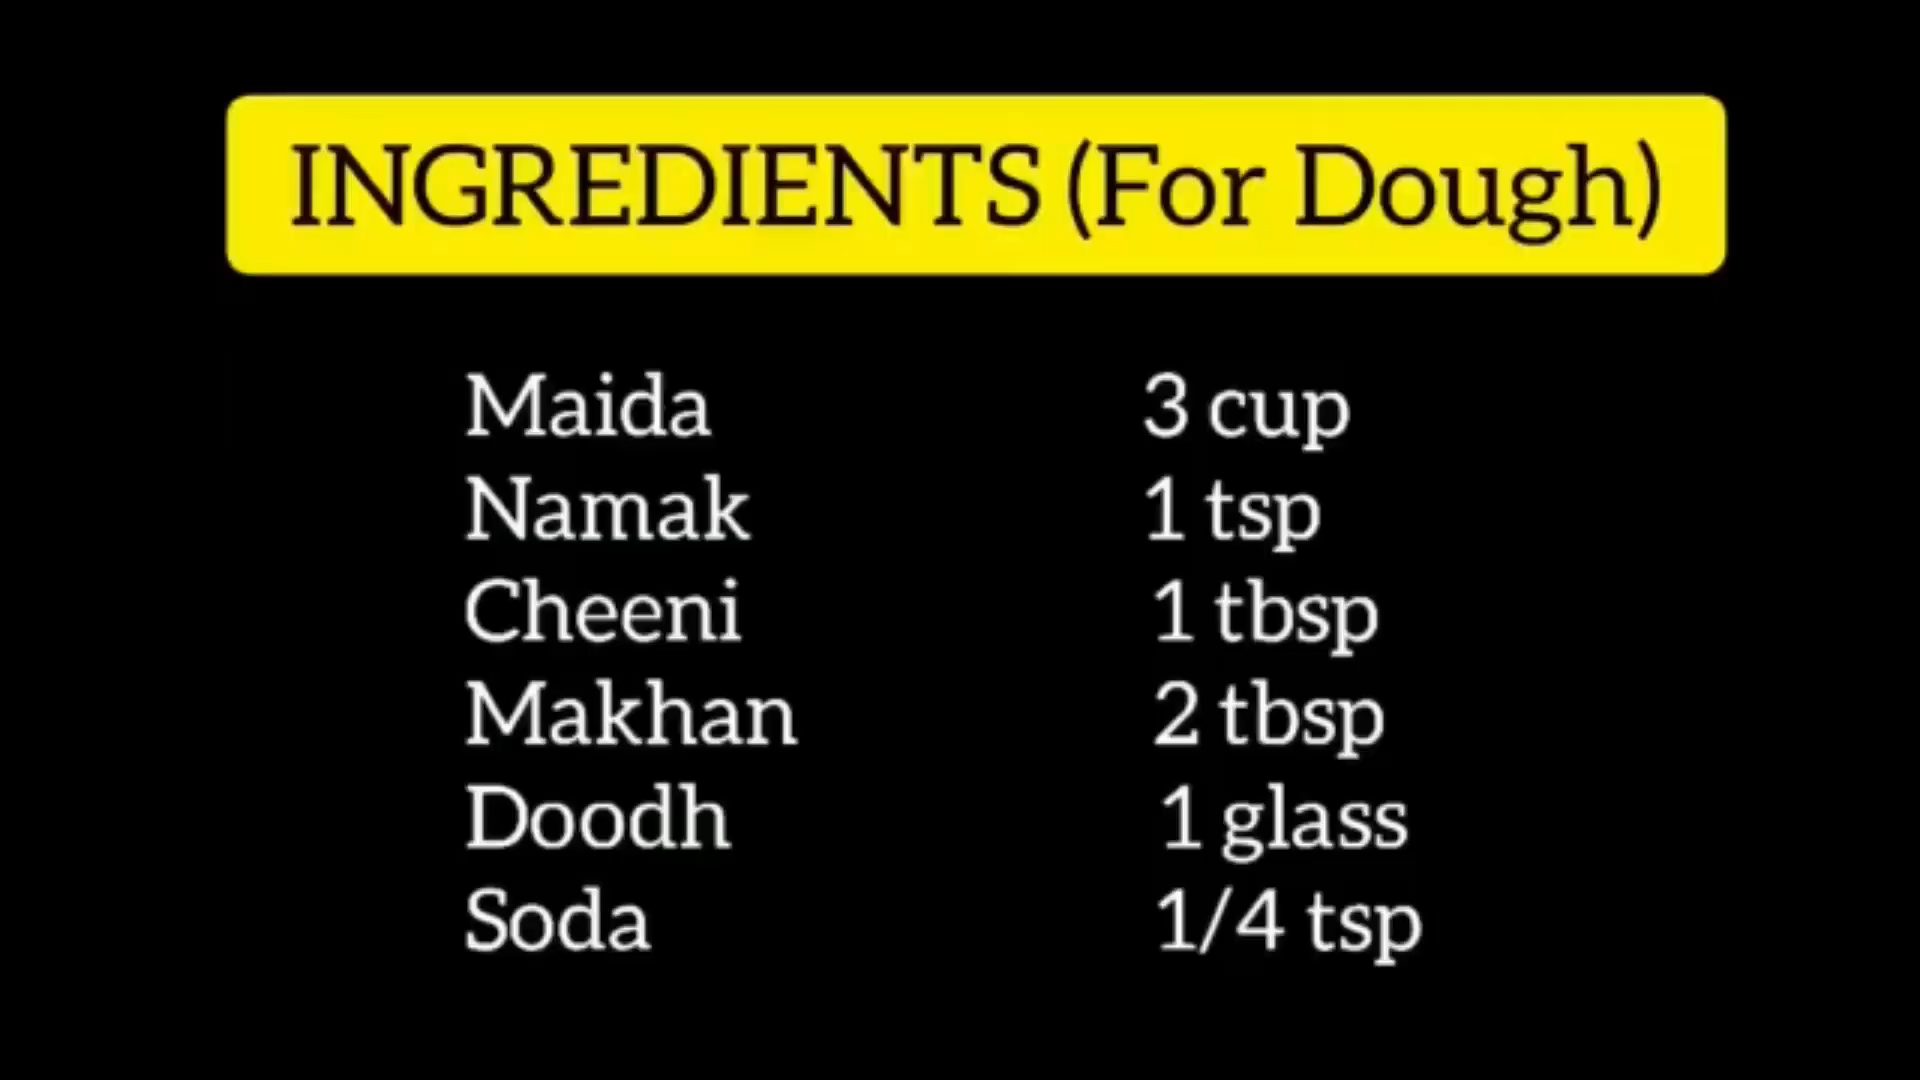 INGREDIENTS (For Dough)
Maida 3 cup
Namak 1 tsp
Cheeni 1 tbsp
Makhan 2 tbsp
Doodh 1 glass
Soda 1/4 tsp